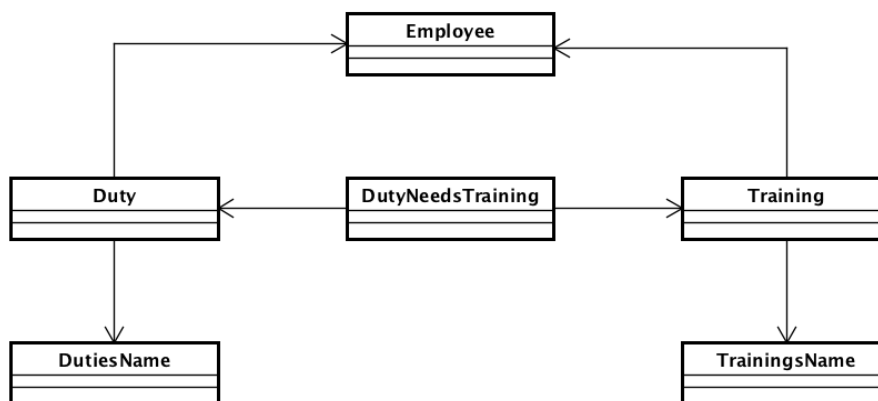 Employee
Duty
DutyNeedsTraining
Training
DutiesName
TrainingsName